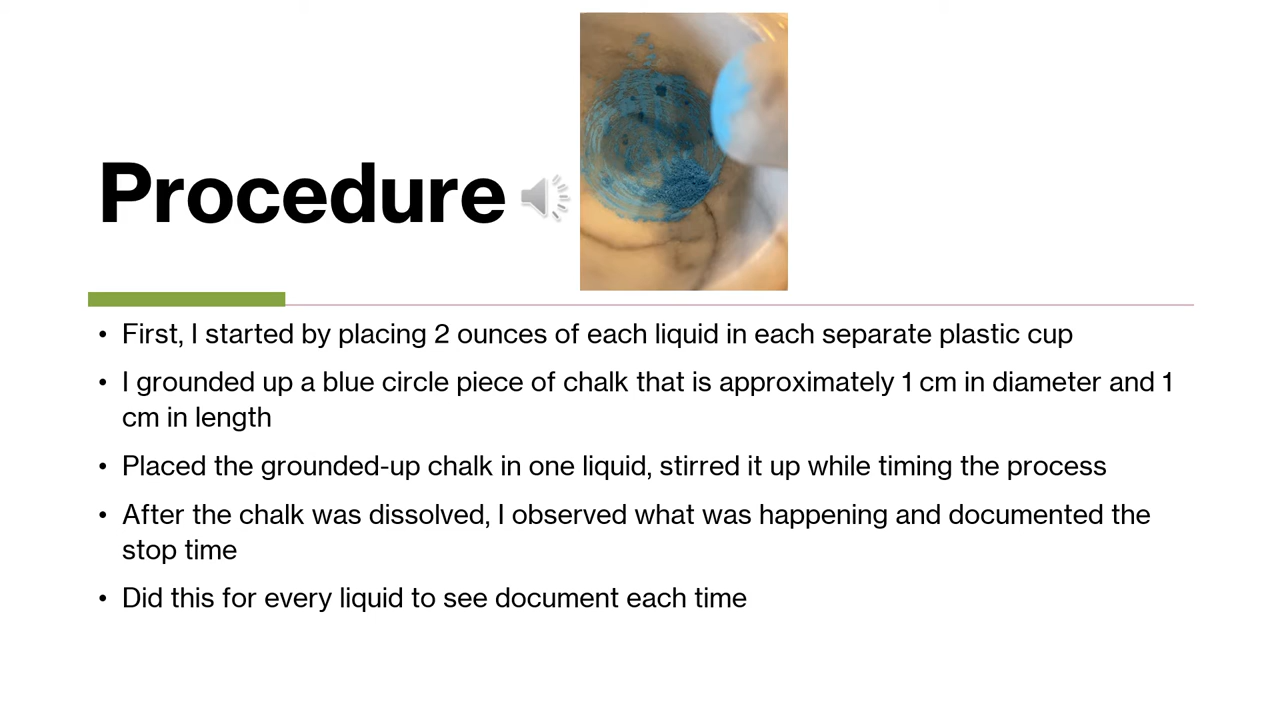 Procedure
• First, I started by placing 2 ounces of each liquid in each separate plastic cup
• I grounded up a blue circle piece of chalk that is approximately 1 cm in diameter and 1
cm in length
• Placed the grounded-up chalk in one liquid, stirred it up while timing the process
• After the chalk was dissolved, I observed what was happening and documented the
stop time
• Did this for every liquid to see document each time